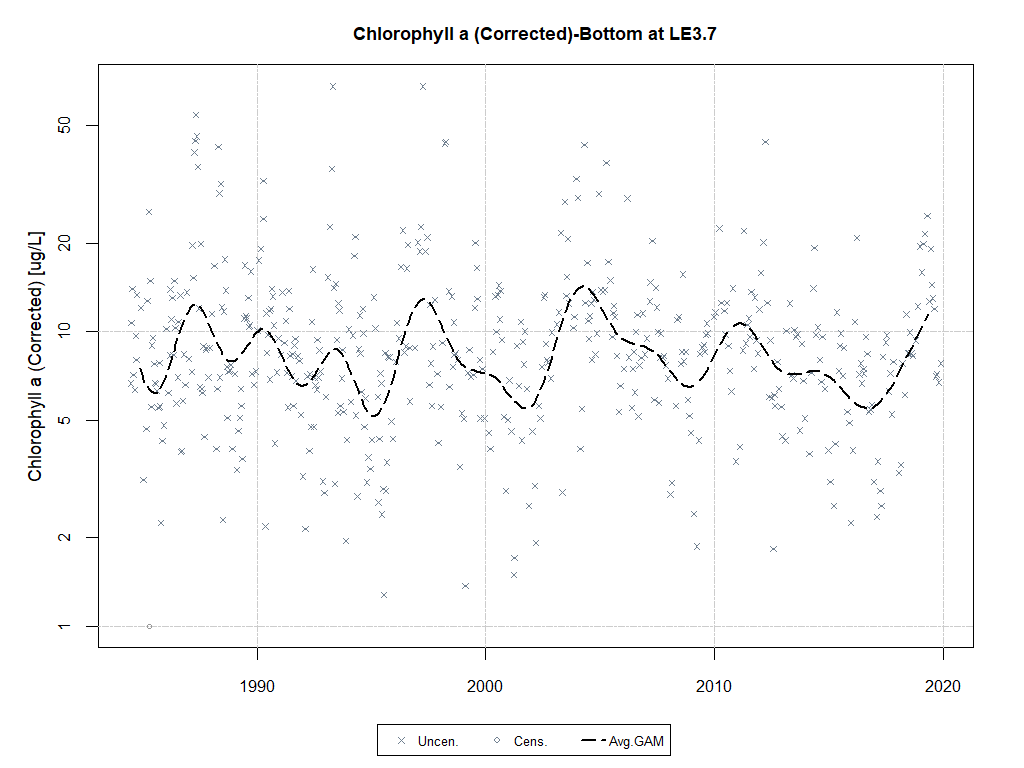 Chlorophyll a (Corrected)-Bottom at LE3.7
Chlorophyll a (Corrected) [ug/L]
50
20
10
5
2
1
1990 2000 2010 2020
Uncen. Cens. Avg.GAM